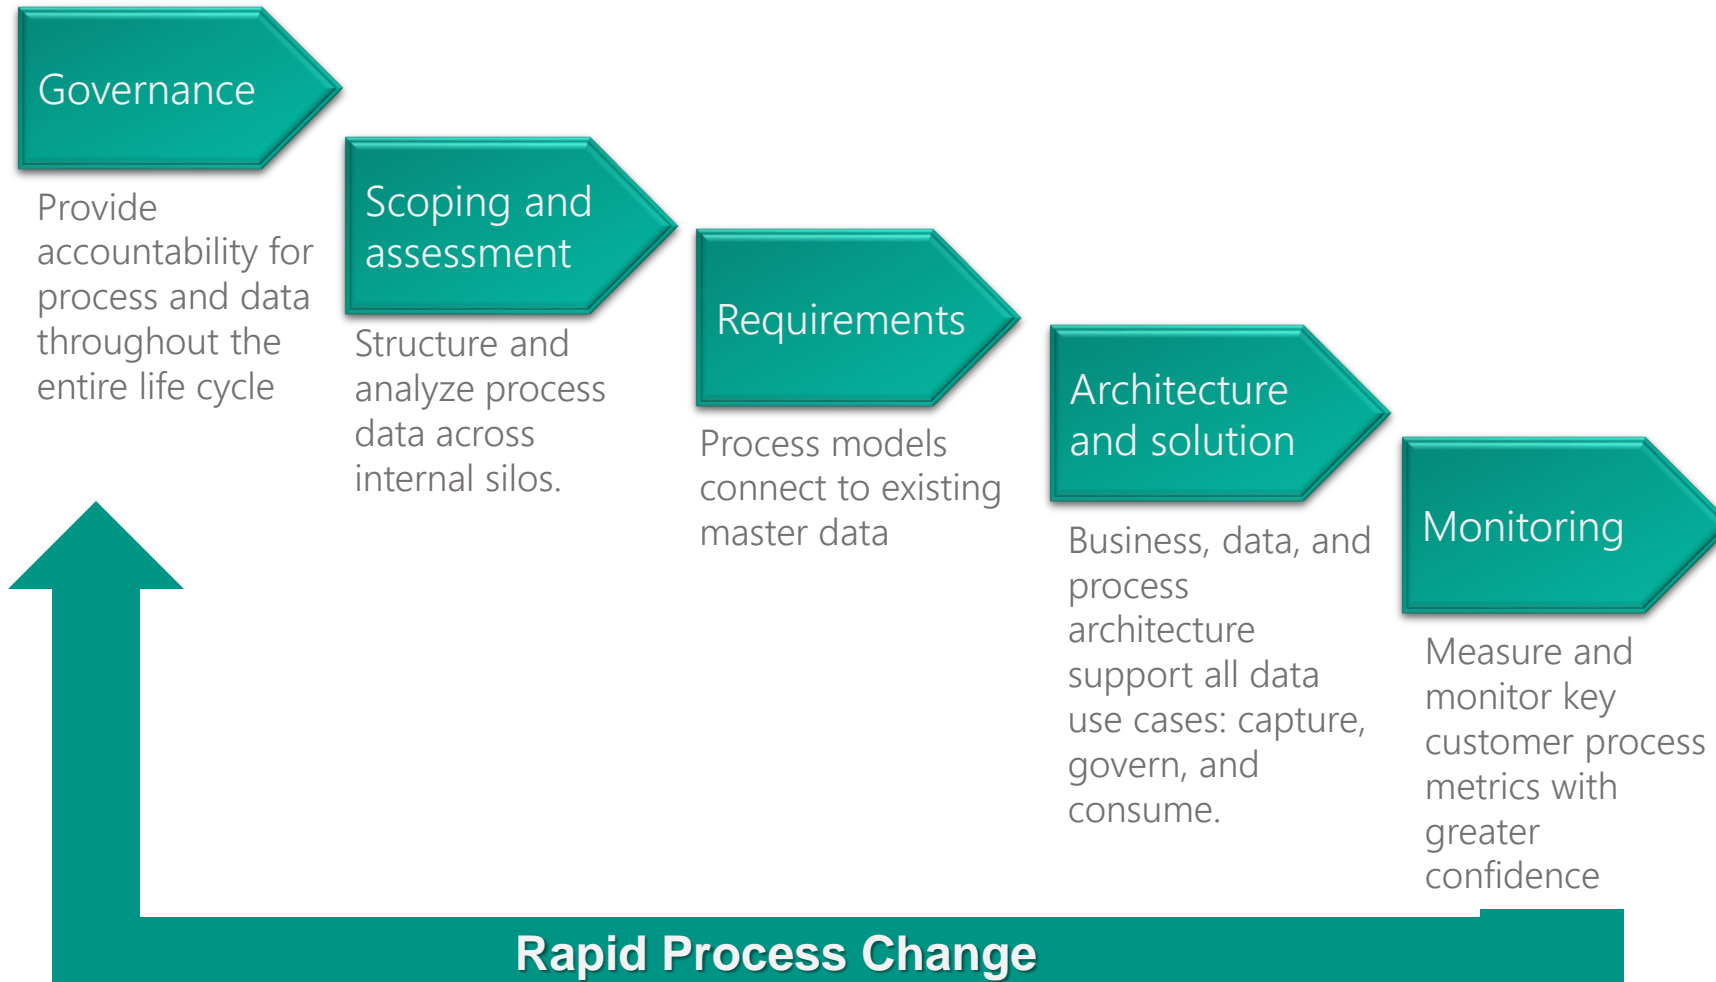 Governance
Provide
accountability for
process and data
throughout the
entire life cycle
Scoping and
assessment
Structure and
analyze process
data across
internal silos.
Requirements
Process models
connect to existing
master data
Architecture
and solution
Business, data, and
process
architecture
support all data
use cases: capture,
govern, and
consume.
Monitoring
Measure and
monitor key
customer process
metrics with
greater
confidence
Rapid Process Change